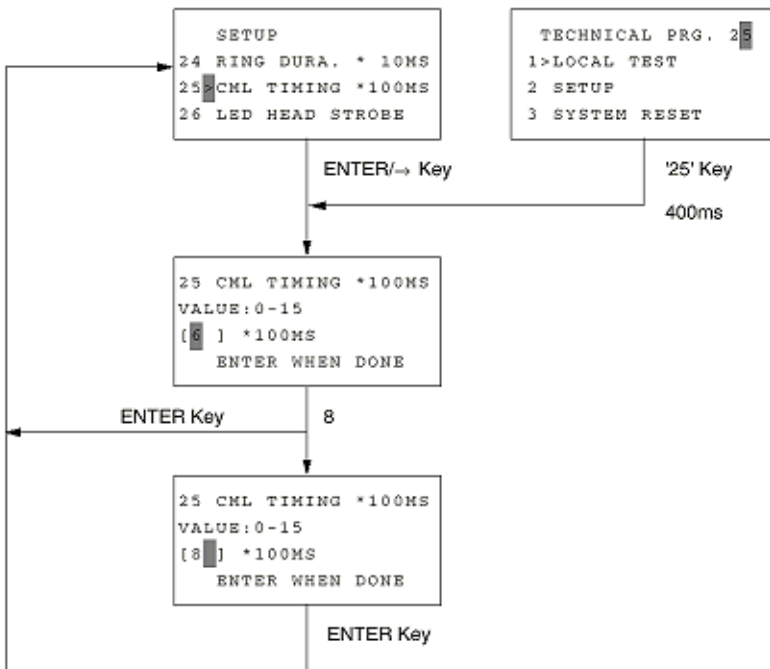 SETUP
24 RING DURA. * 10MS
25>CML TIMING *100MS
26 LED HEAD STROBE
TECHNICAL PRG. 25
1>LOCAL TEST
2 SETUP
3 SYSTEM RESET
ENTER/→ Key
'25' Key
400ms
25 CML TIMING *100MS
VALUE:0-15
[6 ] *100MS
ENTER WHEN DONE
ENTER Key
8
25 CML TIMING *100MS
VALUE:0-15
[8 ] *100MS
ENTER WHEN DONE
ENTER Key